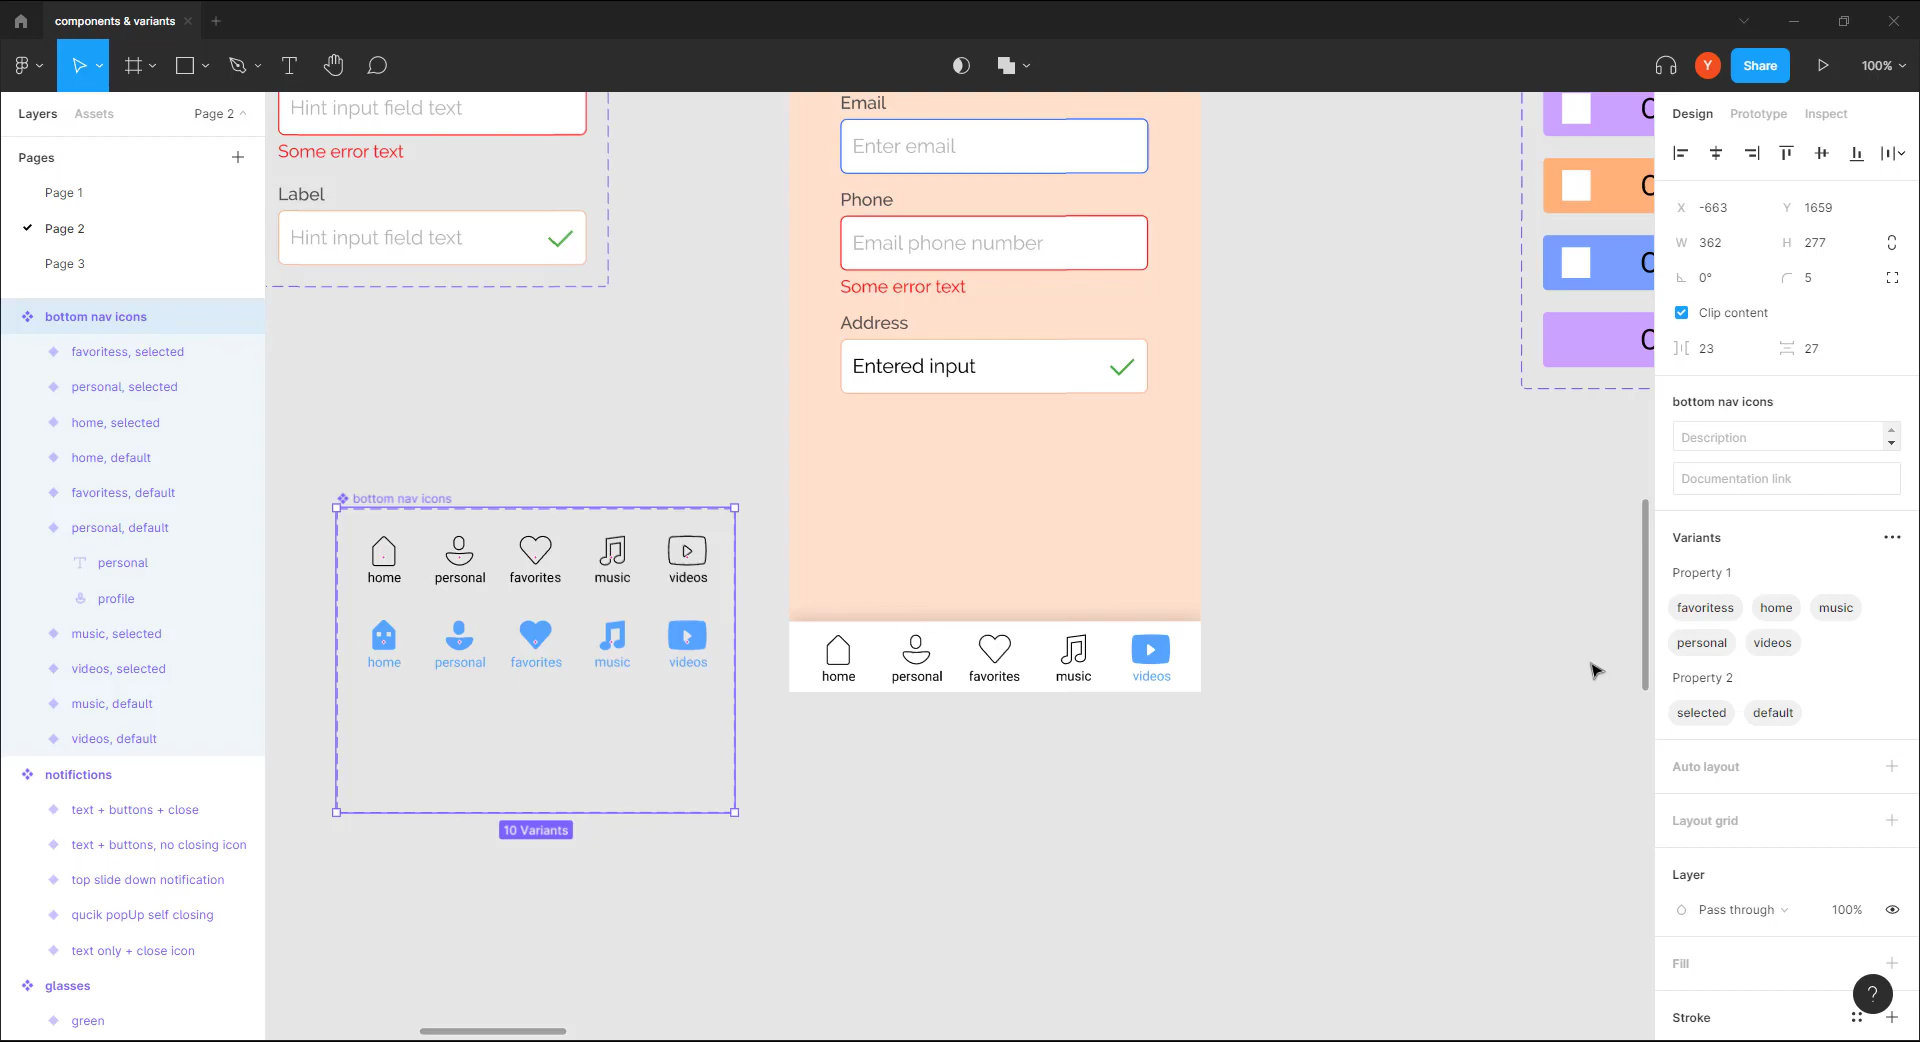 components & variants
Share
100%
Y
Layers
Assets
Page 2
Pages
Page 1
Page 2
Page 3
bottom nav icons
favoritess, selected
personal, selected
home, selected
home, default
favoritess, default
personal, default
personal
profile
music, selected
videos, selected
music, default
videos, default
notifictions
text + buttons + close
text + buttons, no closing icon
top slide down notification
qucik popUp self closing
text only + close icon
glasses
green
Hint input field text
Some error text
Label
Hint input field text
Email
Enter email
Phone
Email phone number
Some error text
Address
Entered input
bottom nav icons
home personal favorites music videos
home personal favorites music videos
10 Variants
home personal favorites music videos
Design
Prototype
Inspect
X -663 Y 1659
W 362 H 277
0° 5
Clip content
23 27
bottom nav icons
Description
Documentation link
Variants
Property 1
favoritess home music
personal videos
Property 2
selected default
Auto layout
Layout grid
Layer
Pass through 100%
Fill
?
Stroke